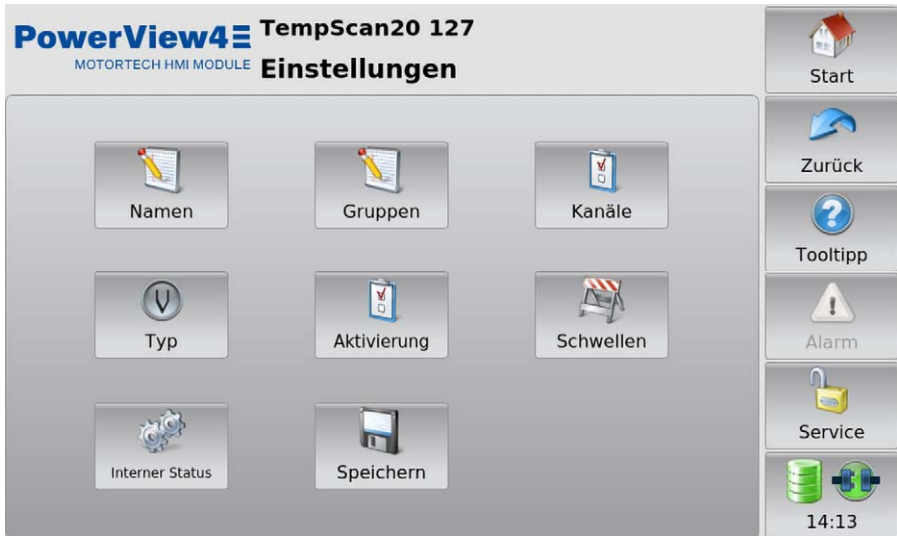 PowerView4
MOTORTECH HMI MODULE
TempScan20 127
Einstellungen
Namen
Gruppen
Kanäle
Typ
Aktivierung
Schwellen
Interner Status
Speichern
Start
Zurück
Tooltipp
Alarm
Service
14:13